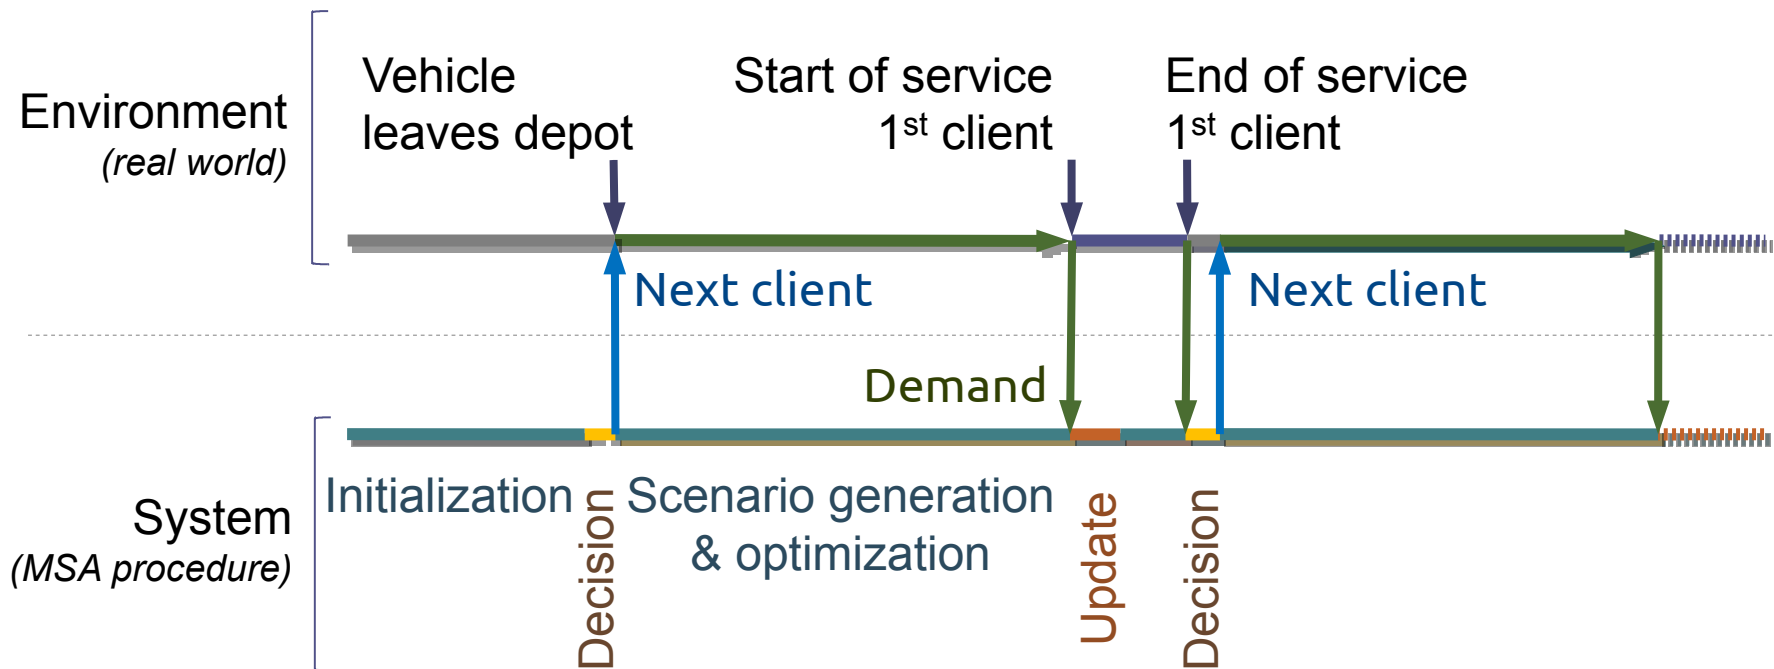 Environment
(real world)
Vehicle
leaves depot
Start of service
1st client
End of service
1st client
Next client
Next client
Demand
System
(MSA procedure)
Initialization
Decision
Scenario generation
& optimization
Update
Decision